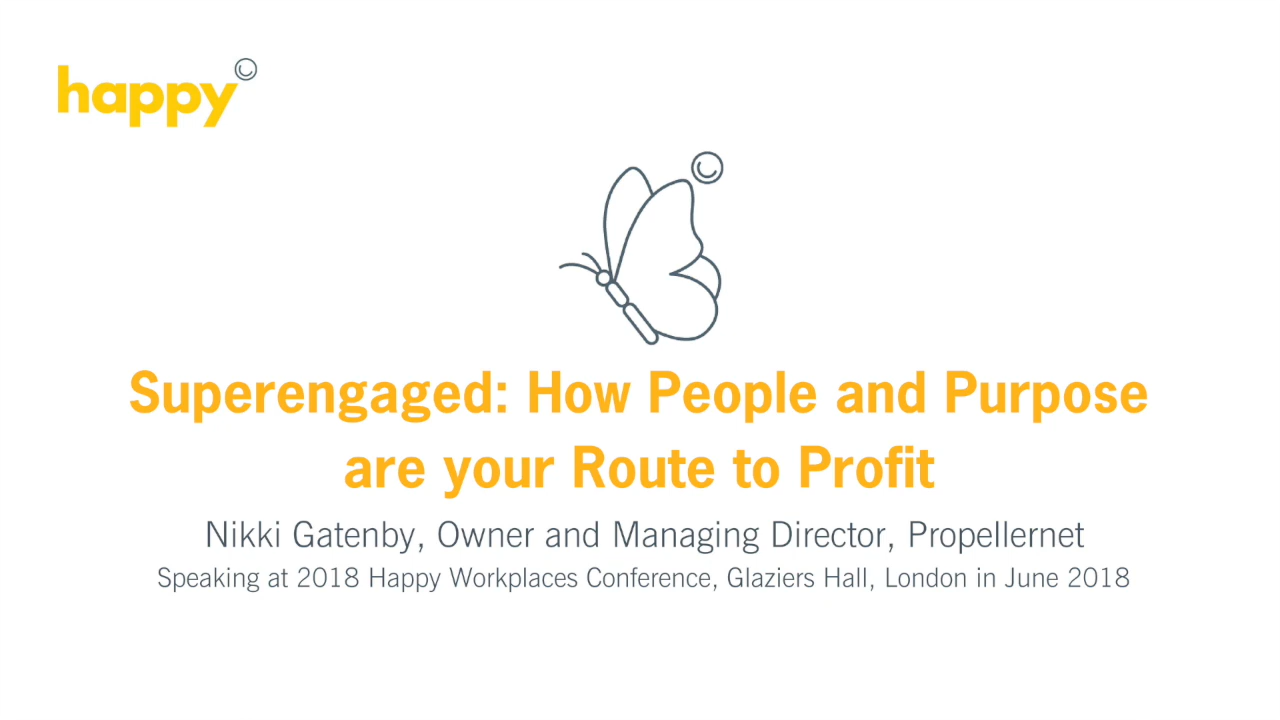 happy
Superengaged: How People and Purpose
are your Route to Profit
Nikki Gatenby, Owner and Managing Director, Propellernet
Speaking at 2018 Happy Workplaces Conference, Glaziers Hall, London in June 2018